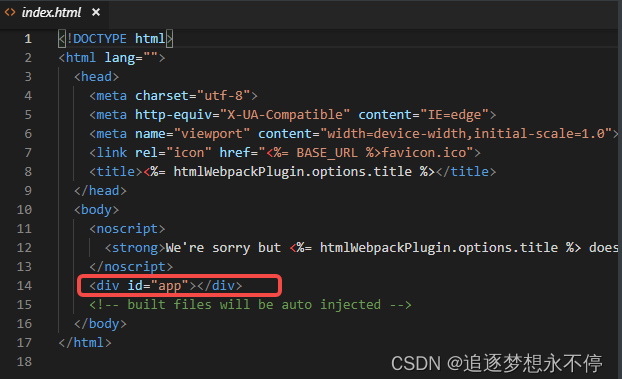 index.html ×
1 <!DOCTYPE html>
2 <html lang="">
3 <head>
4 <meta charset="utf-8">
5 <meta http-equiv="X-UA-Compatible" content="IE=edge">
6 <meta name="viewport" content="width=device-width,initial-scale=1.0">
7 <link rel="icon" href="<%= BASE_URL %>favicon.ico">
8 <title><%= htmlWebpackPlugin.options.title %></title>
9 </head>
10 <body>
11 <noscript>
12 <strong>We're sorry but <%= htmlWebpackPlugin.options.title %> does
13 </noscript>
14 <div id="app"></div>
15 <!-- built files will be auto injected -->
16 </body>
17 </html>
18
CSDN @追逐梦想永不停